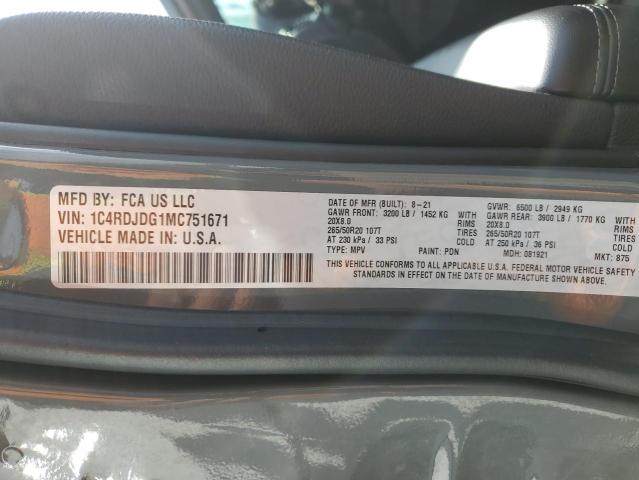 MFD BY: FCA US LLC
VIN: 1C4RDJDG1MC751671
VEHICLE MADE IN: U.S.A.
DATE OF MFR (BUILT): 8-21 GVWR: 6500 LB / 2949 KG
GAWR FRONT: 3200 LB / 1452 KG WITH GAWR REAR: 3900 LB / 1770 KG WITH
20X8.0 RIMS 20X8.0 RIMS
265/50R20 107T TIRES 265/50R20 107T TIRES
AT 230 kPa / 33 PSI COLD AT 250 kPa / 36 PSI COLD
TYPE: MPV PAINT: PDN MDH: 081921 MKT: 875
THIS VEHICLE CONFORMS TO ALL APPLICABLE U.S.A. FEDERAL MOTOR VEHICLE SAFETY
STANDARDS IN EFFECT ON THE DATE OF MANUFACTURE SHOWN ABOVE.